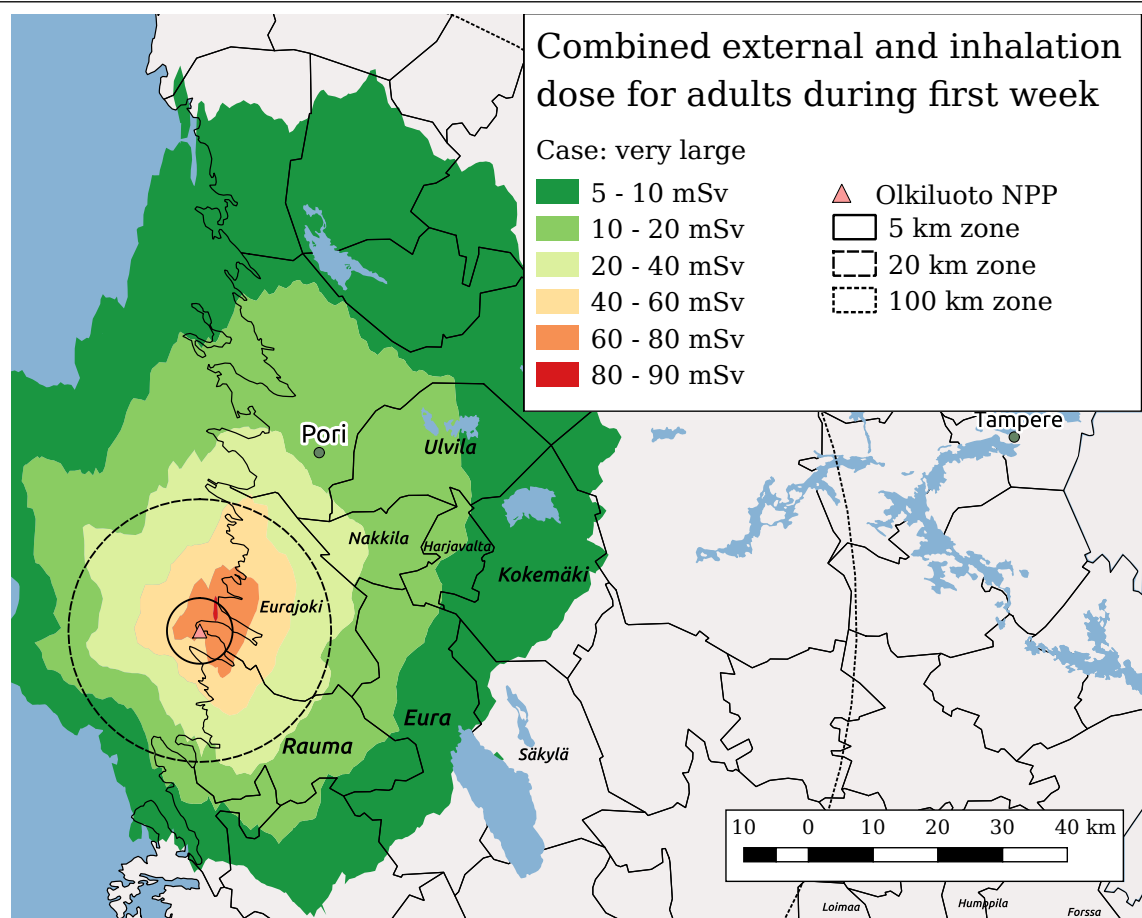 Combined external and inhalation
dose for adults during first week
Case: very large
5 - 10 mSv
10 - 20 mSv
20 - 40 mSv
40 - 60 mSv
60 - 80 mSv
80 - 90 mSv
Olkiluoto NPP
5 km zone
20 km zone
100 km zone
Tampere
Pori
Ulvila
Nakkila
Harjavalta
Kokemäki
Eurajoki
Eura
Rauma
Säkylä
10 0 10 20 30 40 km
Loimaa
Humppila
Forssa